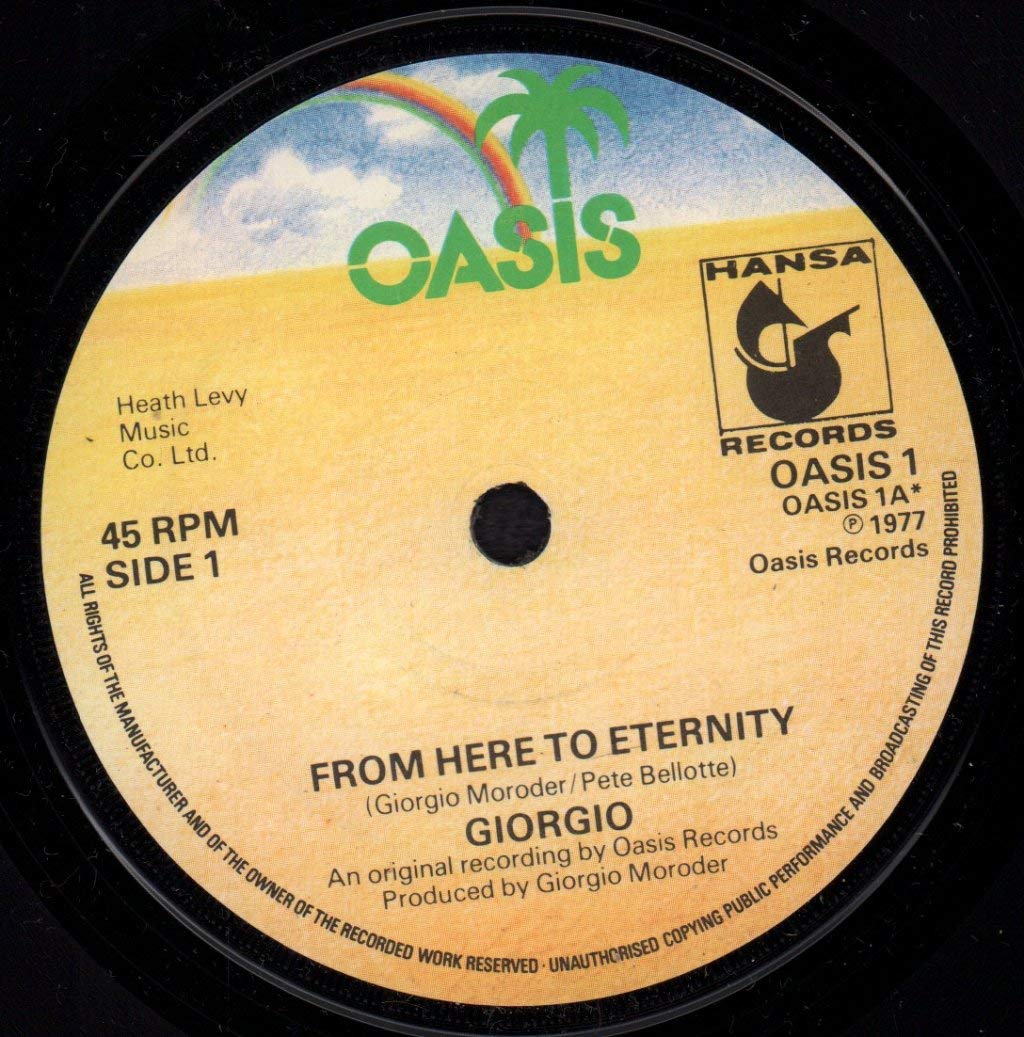 OASIS
HANSA
RECORDS
OASIS 1
OASIS 1A*
℗ 1977
Oasis Records
Heath Levy
Music
Co. Ltd.
45 RPM
SIDE 1
FROM HERE TO ETERNITY
(Giorgio Moroder/Pete Bellotte)
GIORGIO
An original recording by Oasis Records
Produced by Giorgio Moroder
ALL RIGHTS OF THE MANUFACTURER AND OF THE OWNER OF THE RECORDED WORK RESERVED · UNAUTHORISED COPYING PUBLIC PERFORMANCE AND BROADCASTING OF THIS RECORD PROHIBITED